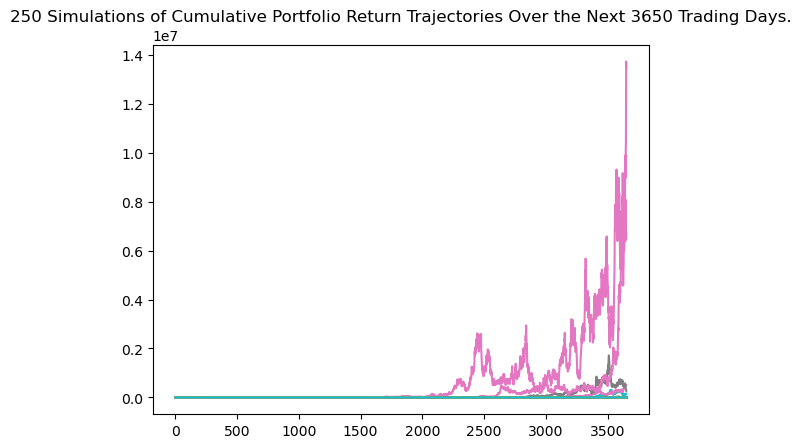 250 Simulations of Cumulative Portfolio Return Trajectories Over the Next 3650 Trading Days.
1e7
1.4
1.2
1.0
0.8
0.6
0.4
0.2
0.0
0 500 1000 1500 2000 2500 3000 3500